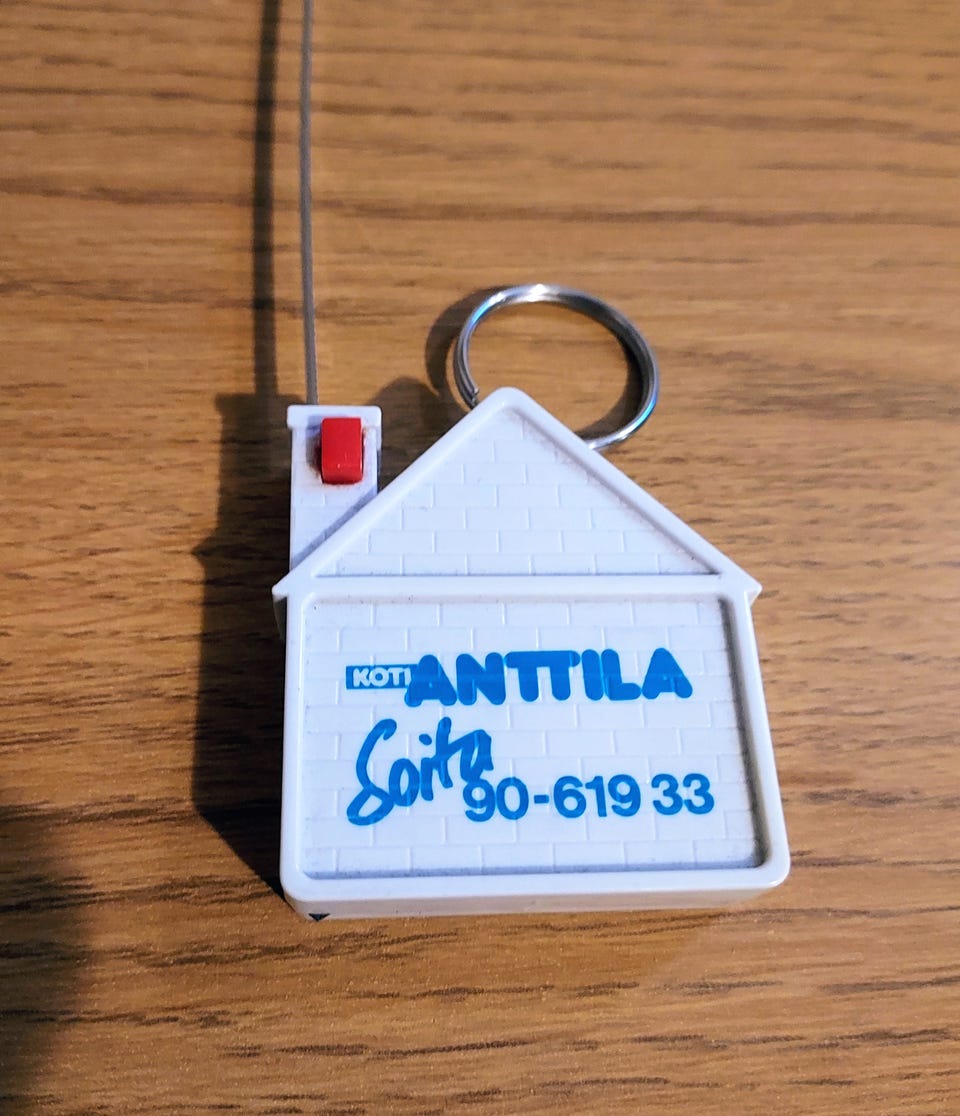 KOTI ANTTILA
Soita
90-619 33